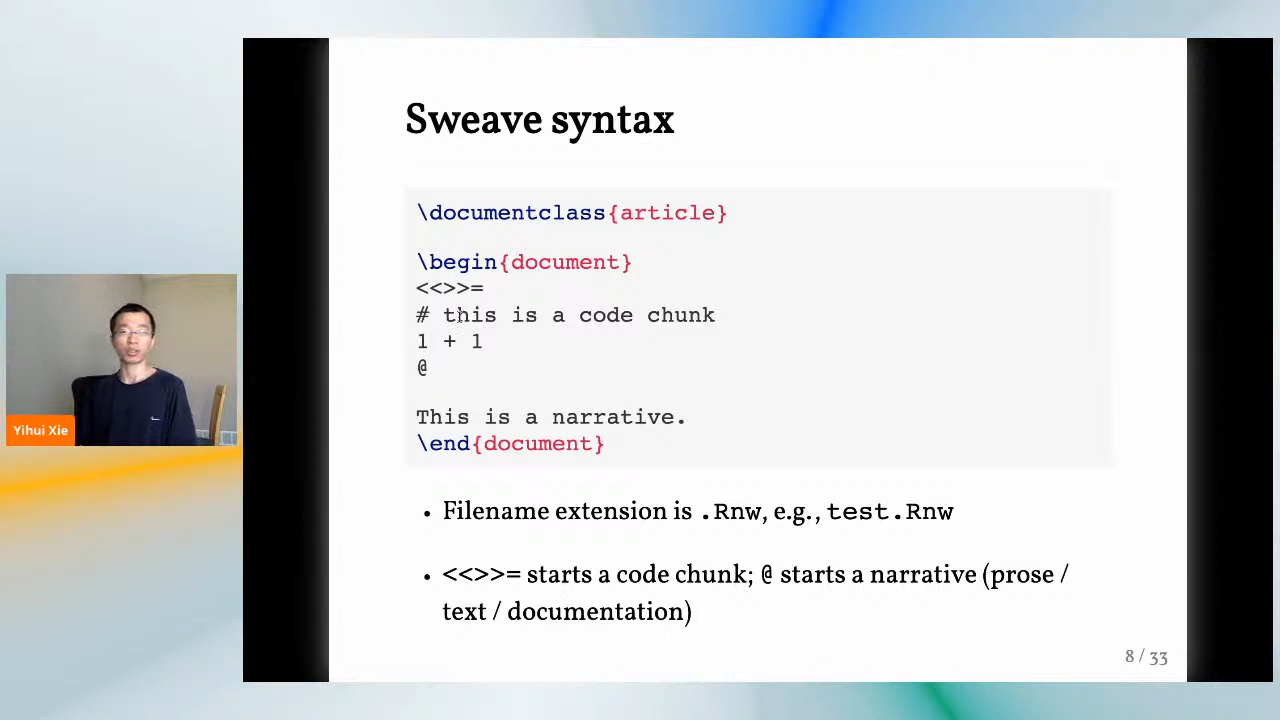 Sweave syntax
\documentclass{article}
\begin{document}
<<>>=
# this is a code chunk
1 + 1
@
This is a narrative.
\end{document}
Yihui Xie
• Filename extension is .Rnw, e.g., test.Rnw
• <<>>= starts a code chunk; @ starts a narrative (prose /
text / documentation)
8 / 33